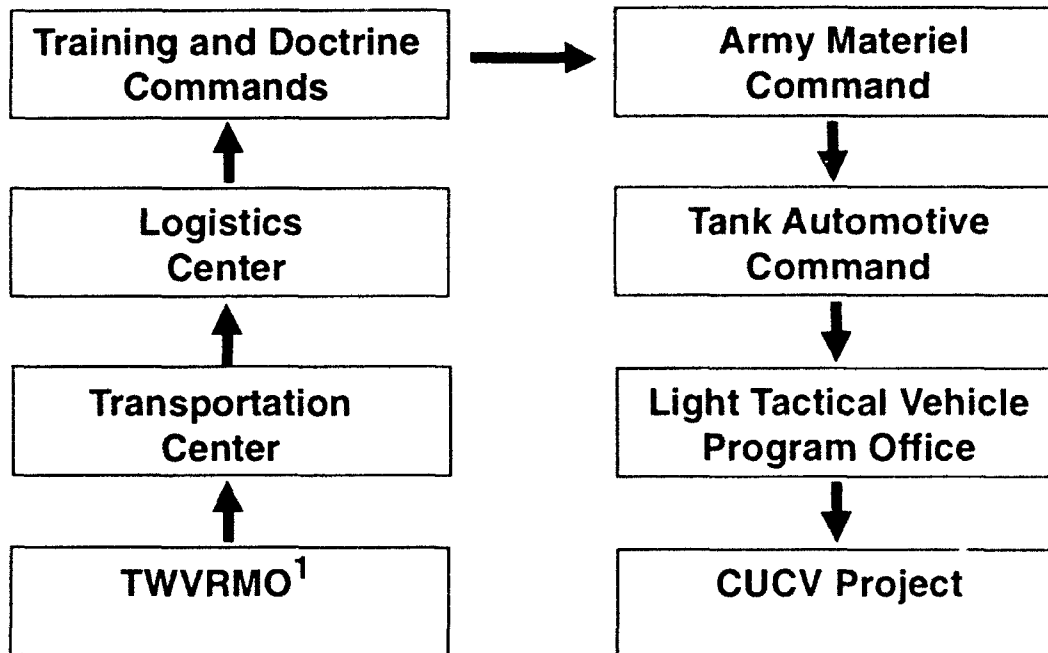 Training and Doctrine
Commands
Army Materiel
Command
Logistics
Center
Tank Automotive
Command
Transportation
Center
Light Tactical Vehicle
Program Office
TWVRMO¹
CUCV Project